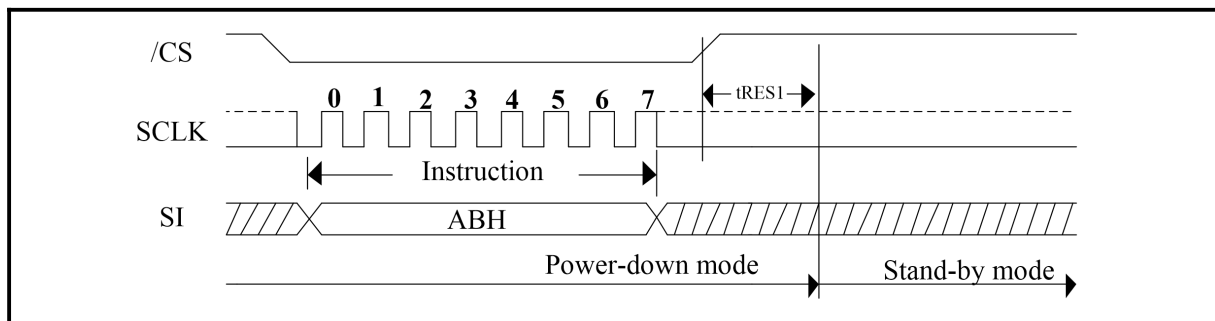 /CS
0 1 2 3 4 5 6 7
tRES1
SCLK
Instruction
SI
ABH
Power-down mode
Stand-by mode